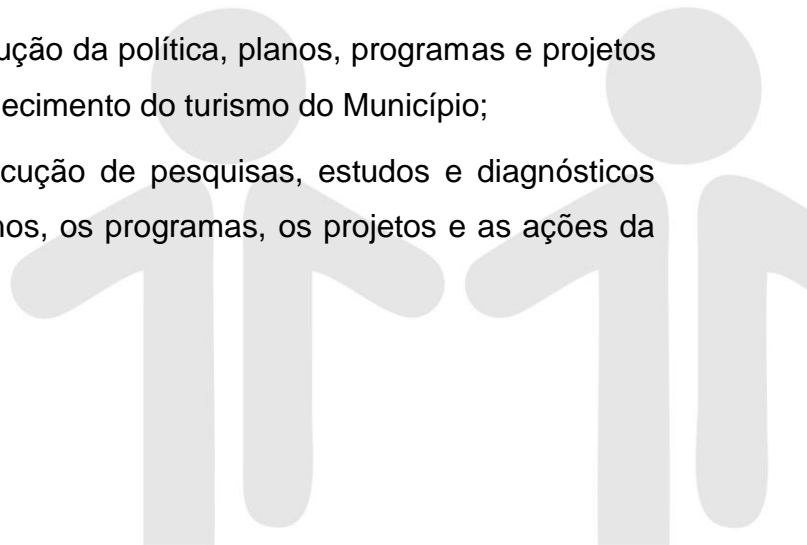 ução da política, planos, programas e projetos
ecimento do turismo do Município;
cução de pesquisas, estudos e diagnósticos
nos, os programas, os projetos e as ações da